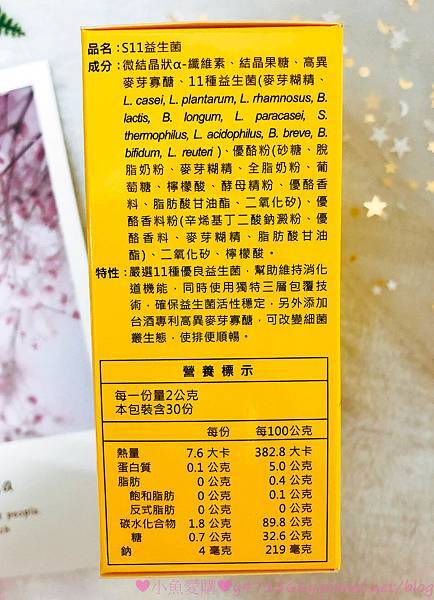 品名：S11益生菌
成分：微結晶狀α-纖維素、結晶果糖、高異
麥芽寡醣、11種益生菌(麥芽糊精、
L. casei, L. plantarum, L. rhamnosus, B.
lactis, B. longum, L. paracasei, S.
thermophilus, L. acidophilus, B. breve, B.
bifidum, L. reuteri )、優酪粉(砂糖、脫
脂奶粉、麥芽糊精、全脂奶粉、葡
萄糖、檸檬酸、酵母精粉、優酪香
料、脂肪酸甘油酯、二氧化矽)、優
酪香料粉(辛烯基丁二酸鈉澱粉、優
酪香料、麥芽糊精、脂肪酸甘油
酯)、二氧化矽、檸檬酸。
特性：嚴選11種優良益生菌，幫助維持消化
道機能，同時使用獨特三層包覆技
術，確保益生菌活性穩定，另外添加
台酒專利高異麥芽寡醣，可改變細菌
叢生態，使排便順暢。
營養標示
每一份量2公克
本包裝含30份
每份 每100公克
熱量 7.6 大卡 382.8 大卡
蛋白質 0.1 公克 5.0 公克
脂肪 0 公克 0.4 公克
飽和脂肪 0 公克 0.1 公克
反式脂肪 0 公克 0 公克
碳水化合物 1.8 公克 89.8 公克
糖 0.7 公克 32.6 公克
鈉 4 毫克 219 毫克
people
♥小魚愛購♥